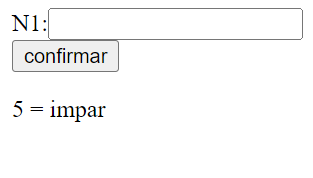 N1:
confirmar
5 = impar